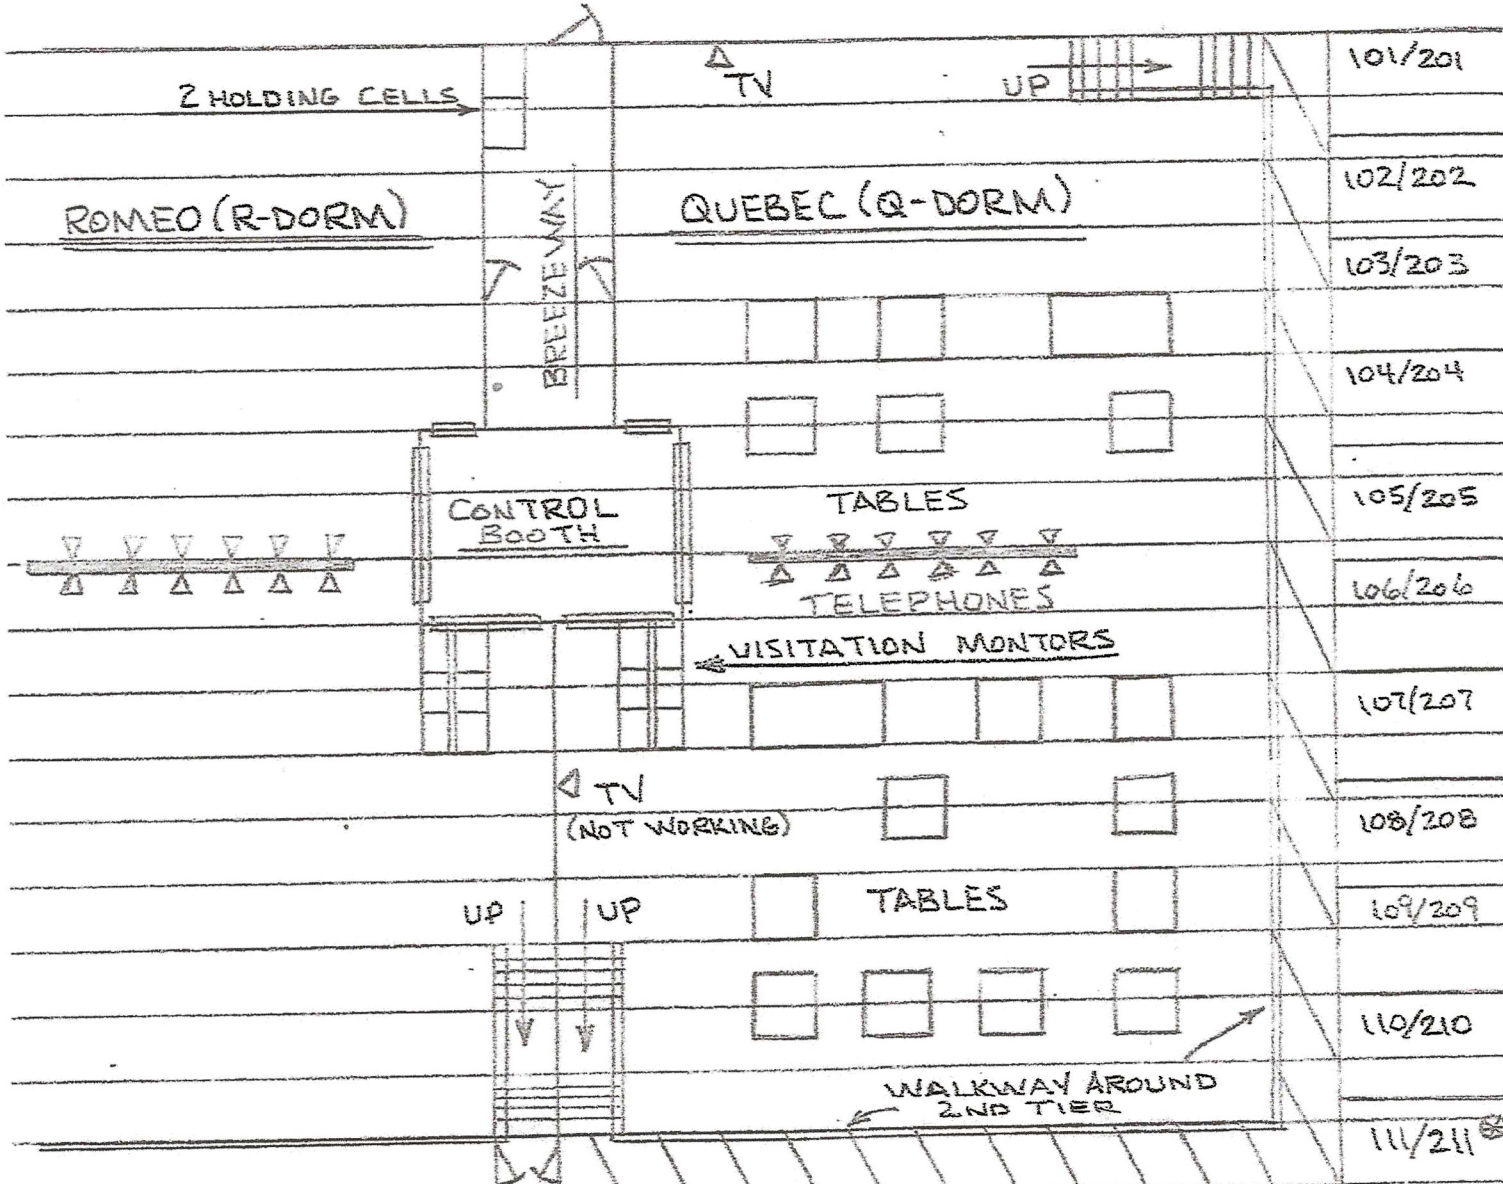 101/201
TV
UP
2 HOLDING CELLS
102/202
ROMEO (R-DORM)
QUEBEC (Q-DORM)
BREEZEWAY
103/203
104/204
CONTROL
BOOTH
TABLES
105/205
TELEPHONES
106/206
VISITATION MONTORS
107/207
TV
(NOT WORKING)
108/208
UP
UP
TABLES
109/209
110/210
WALKWAY AROUND
2ND TIER
111/211